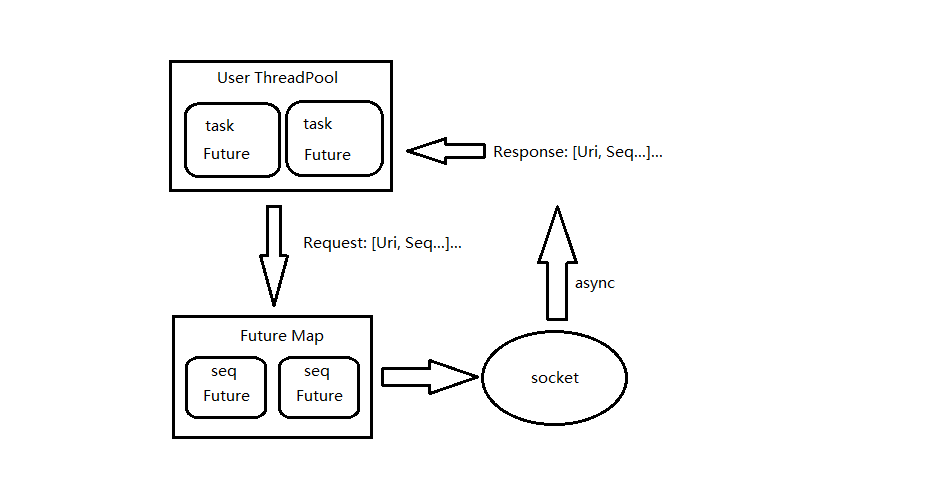 User ThreadPool
task
Future
task
Future
Response: [Uri, Seq...]...
Request: [Uri, Seq...]...
async
Future Map
seq
Future
seq
Future
socket